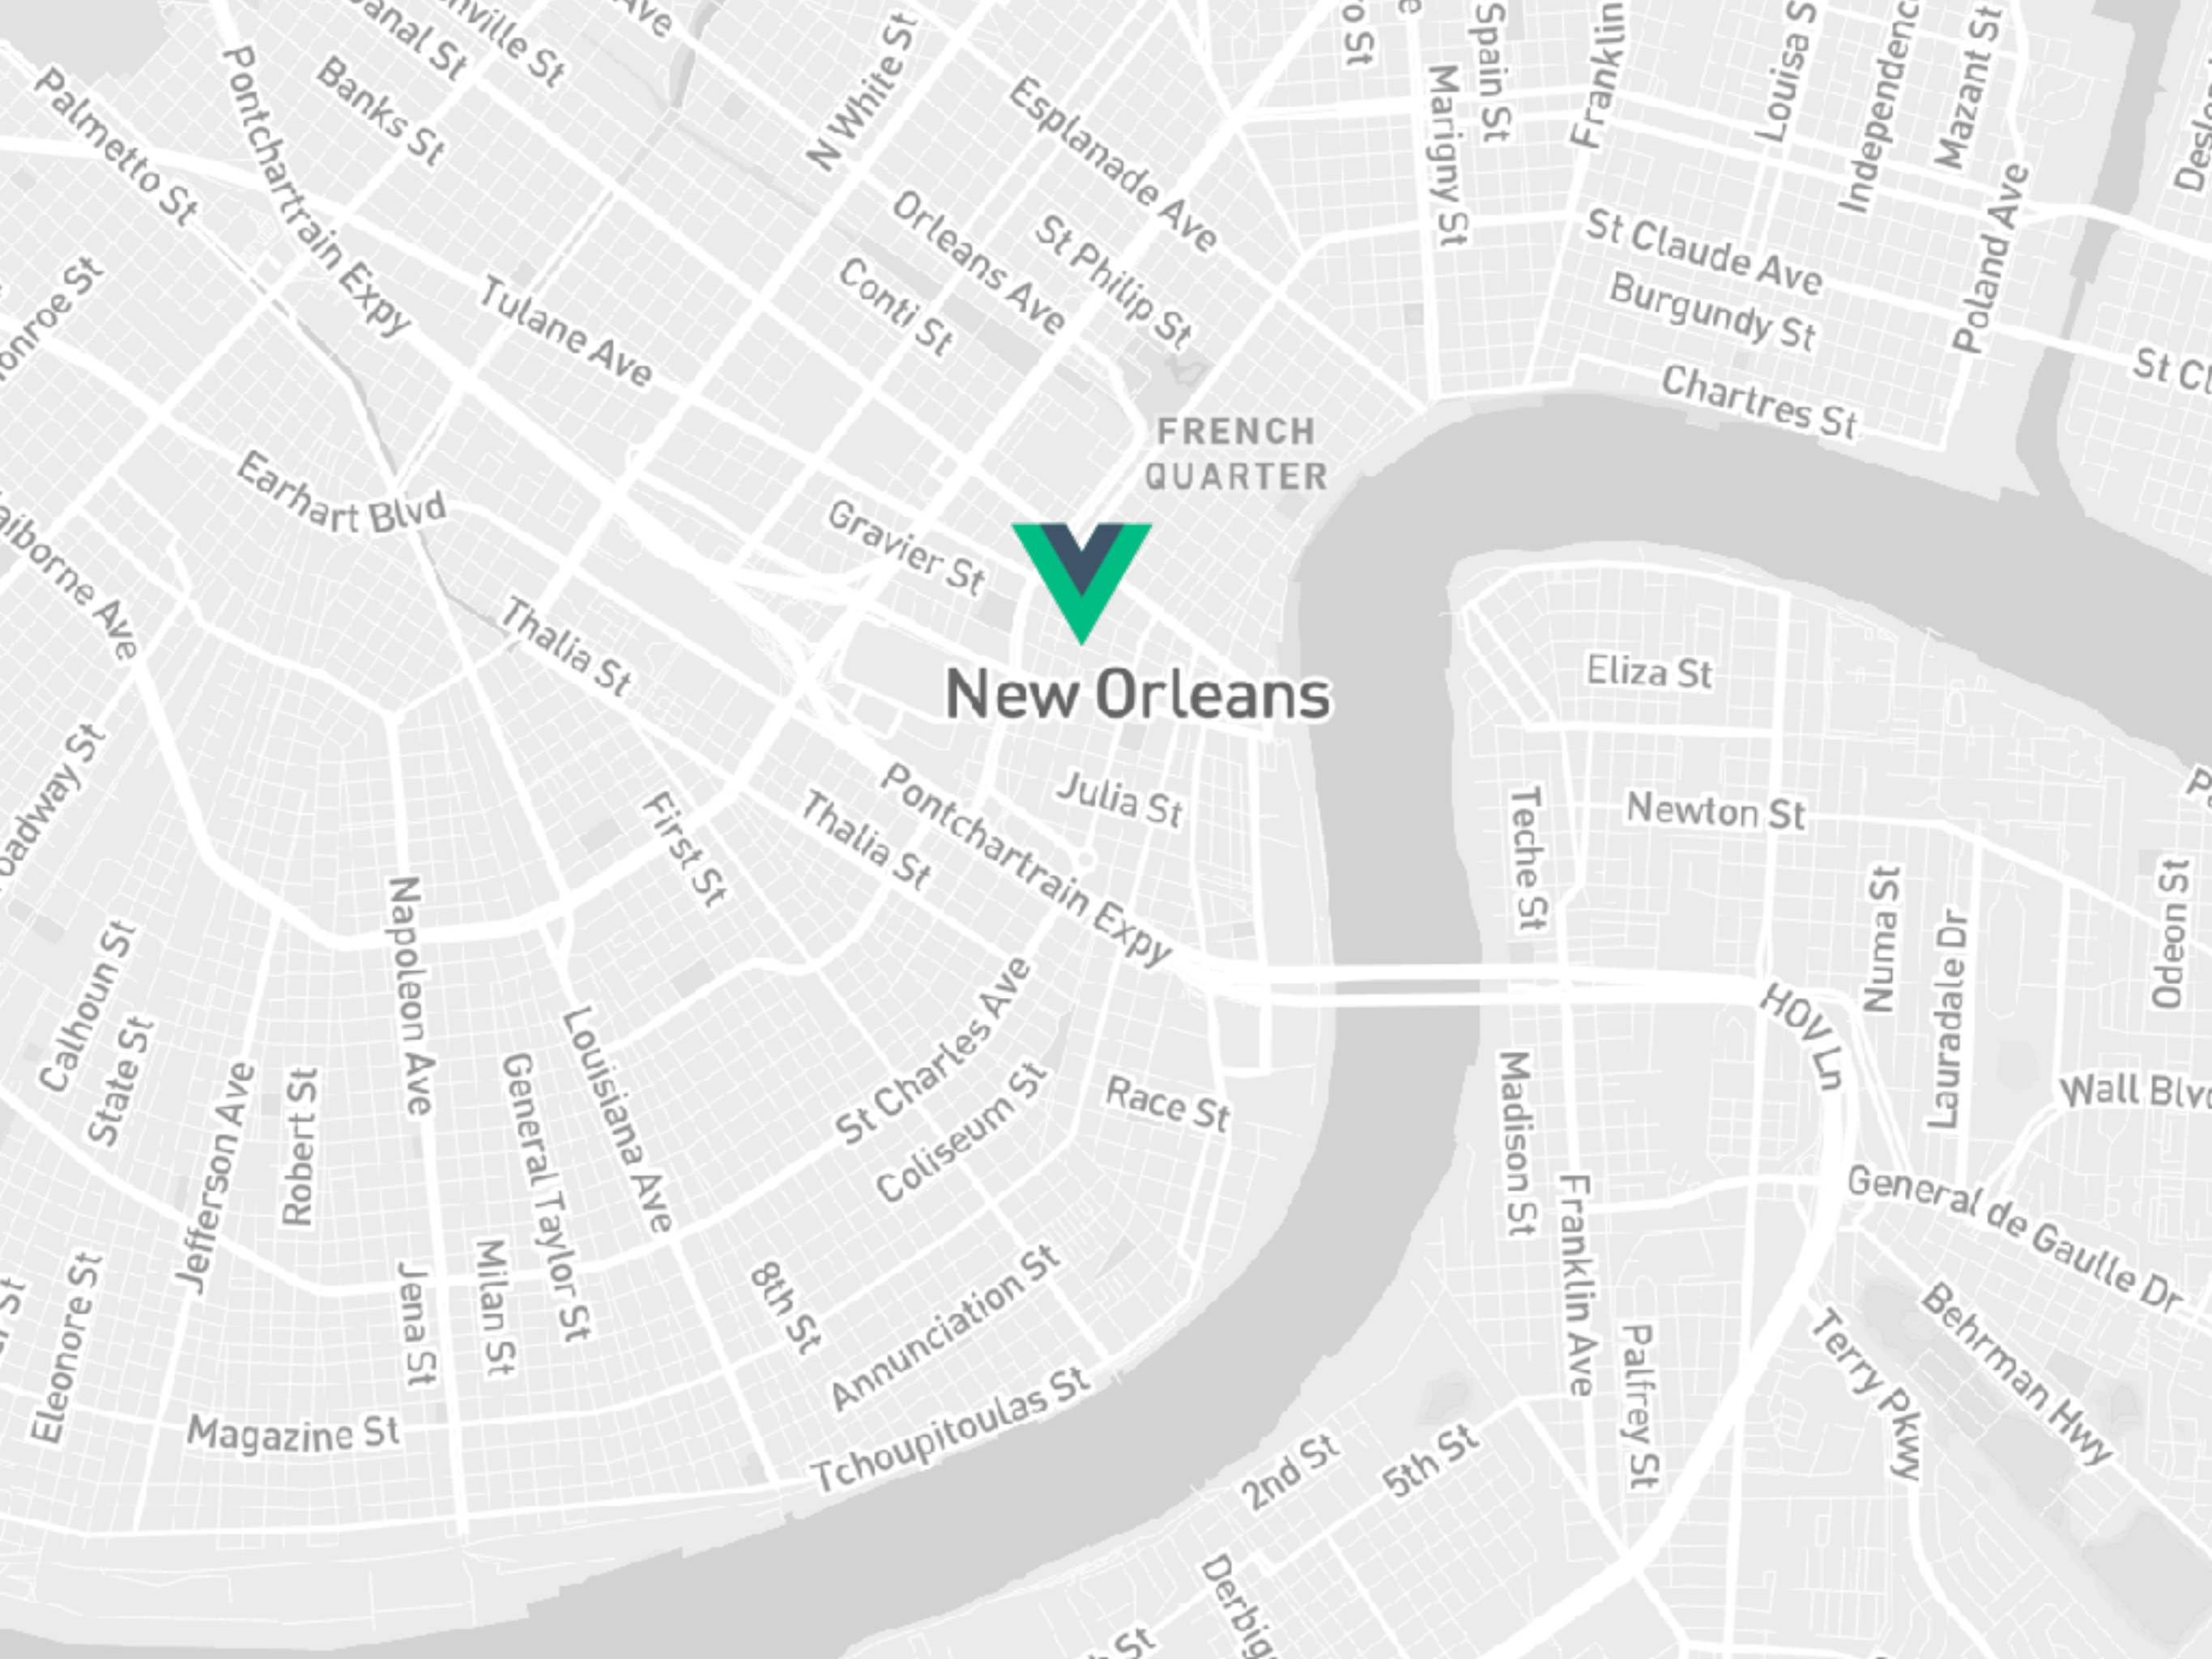 Banks St
Palmetto St
Pontchartrain Expy
N White St
Esplanade Ave
Spain St
Marigny St
Mazant St
Poland Ave
Orleans Ave
St Philip St
Conti St
Tulane Ave
St Claude Ave
Burgundy St
Chartres St
FRENCH
QUARTER
Earhart Blvd
Gravier St
Thalia St
New Orleans
Eliza St
Julia St
Newton St
Pontchartrain Expy
Thalia St
First St
Teche St
Numa St
Lauradale Dr
Odeon St
Napoleon Ave
Calhoun St
State St
Jefferson Ave
Robert St
General Taylor St
Louisiana Ave
St Charles Ave
Coliseum St
Race St
HOV Ln
Madison St
General de Gaulle Dr
Franklin Ave
Behrman Hwy
Terry Pkwy
Palfrey St
Eleonore St
Jena St
Milan St
8th St
Annunciation St
Magazine St
Tchoupitoulas St
2nd St
5th St